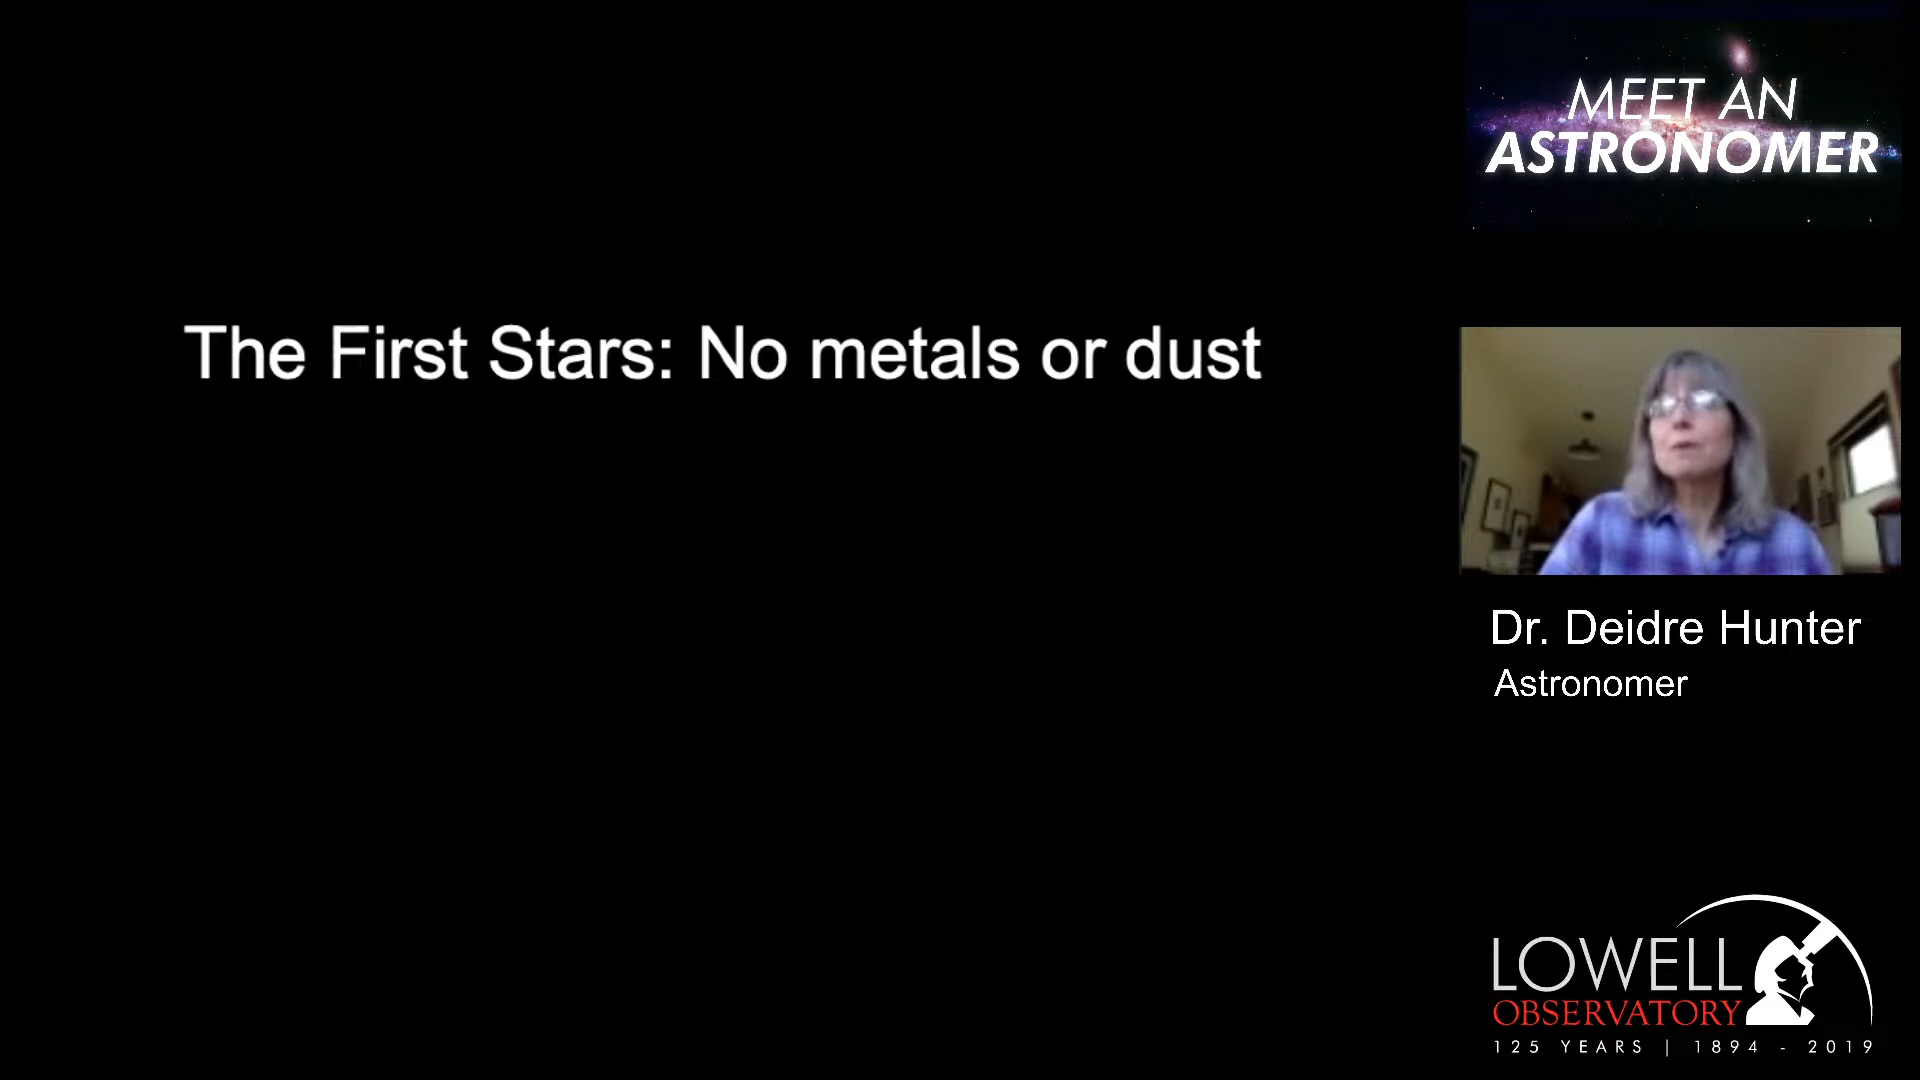 The First Stars: No metals or dust
MEET AN
ASTRONOMER
Dr. Deidre Hunter
Astronomer
LOWELL
OBSERVATORY
125 YEARS | 1894 - 2019